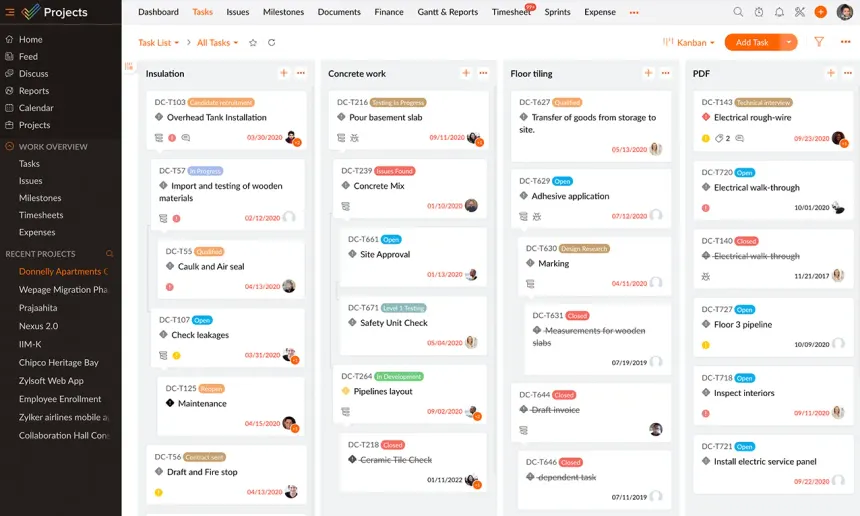 Projects
Dashboard
Tasks
Issues
Milestones
Documents
Finance
Gantt & Reports
Timesheet
99+
Sprints
Expense
Home
Feed
Discuss
Reports
Calendar
Projects
WORK OVERVIEW
Tasks
Issues
Milestones
Timesheets
Expenses
RECENT PROJECTS
Donnelly Apartments C
Wepage Migration Pha
Prajaahita
Nexus 2.0
IIM-K
Chipco Heritage Bay
Zylsoft Web App
Employee Enrollment
Zylker airlines mobile a
Collaboration Hall Cons
Task List
All Tasks
Kanban
Add Task
Insulation
DC-T103 Candidate recruitment
Overhead Tank Installation
03/30/2020
DC-T57 In Progress
Import and testing of wooden
materials
02/12/2020
DC-T55 Qualified
Caulk and Air seal
04/13/2020
DC-T107 Open
Check leakages
03/21/2020
DC-T125 Reopen
Maintenance
04/15/2020
DC-T56 Contract sent
Draft and Fire stop
04/13/2020
Concrete work
DC-T216 Testing In Progress
Pour basement slab
09/11/2020
DC-T239 Issues Found
Concrete Mix
01/10/2020
DC-T661 Open
Site Approval
01/13/2020
DC-T671 Level 1 Testing
Safety Unit Check
05/04/2020
DC-T264 In Development
Pipelines layout
09/02/2020
DC-T218 Closed
Ceramic Tile Check
01/11/2022
Floor tiling
DC-T627 Qualified
Transfer of goods from storage to
site.
05/13/2020
DC-T629 Open
Adhesive application
07/12/2020
DC-T630 Design Research
Marking
04/11/2020
DC-T631 Closed
Measurements for wooden
slabs
07/19/2019
DC-T644 Closed
Draft invoice
DC-T646 Closed
dependent task
07/11/2019
PDF
DC-T143 Technical interview
Electrical rough-wire
2
09/23/2020
DC-T720 Open
Electrical walk-through
10/01/2020
DC-T140 Closed
Electrical walk-through
11/21/2017
DC-T727 Open
Floor 3 pipeline
10/09/2020
DC-T718 Open
Inspect interiors
09/11/2020
DC-T721 Open
Install electric service panel
09/22/2020